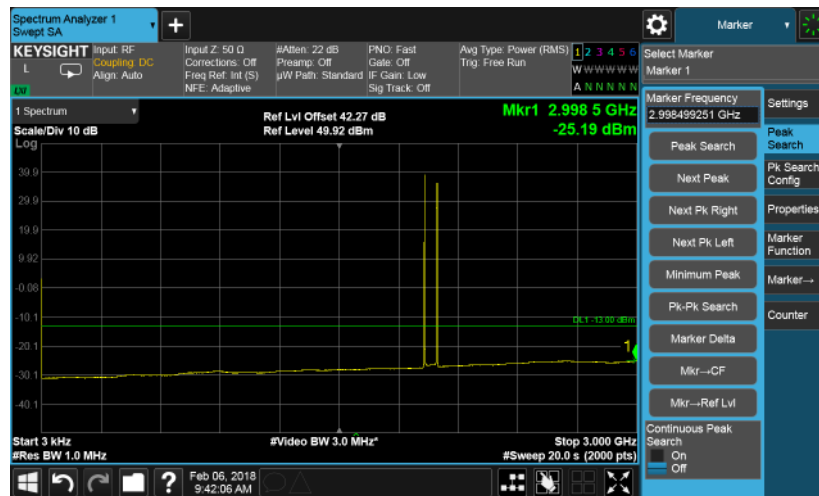 Spectrum Analyzer 1
Swept SA
+
Marker
KEYSIGHT
L
LXI
Input: RF
Coupling: DC
Align: Auto
Input Z: 50 Ω
Corrections: Off
Freq Ref: Int (S)
NFE: Adaptive
#Atten: 22 dB
Preamp: Off
µW Path: Standard
PNO: Fast
Gate: Off
IF Gain: Low
Sig Track: Off
Avg Type: Power (RMS)
Trig: Free Run
1 2 3 4 5 6
W W W W W W
A N N N N N
Select Marker
Marker 1
1 Spectrum
Scale/Div 10 dB
Log
Ref Lvl Offset 42.27 dB
Ref Level 49.92 dBm
Mkr1 2.998 5 GHz
-25.19 dBm
39.9
29.9
19.9
9.92
-0.08
-10.1
-20.1
-30.1
-40.1
DL1 -13.00 dBm
1
Start 3 kHz
#Res BW 1.0 MHz
#Video BW 3.0 MHz*
Stop 3.000 GHz
#Sweep 20.0 s (2000 pts)
Marker Frequency
2.998499251 GHz
Peak Search
Next Peak
Next Pk Right
Next Pk Left
Minimum Peak
Pk-Pk Search
Marker Delta
Mkr→CF
Mkr→Ref Lvl
Continuous Peak
Search
On
Off
Settings
Peak
Search
Pk Search
Config
Properties
Marker
Function
Marker→
Counter
?
Feb 06, 2018
9:42:06 AM